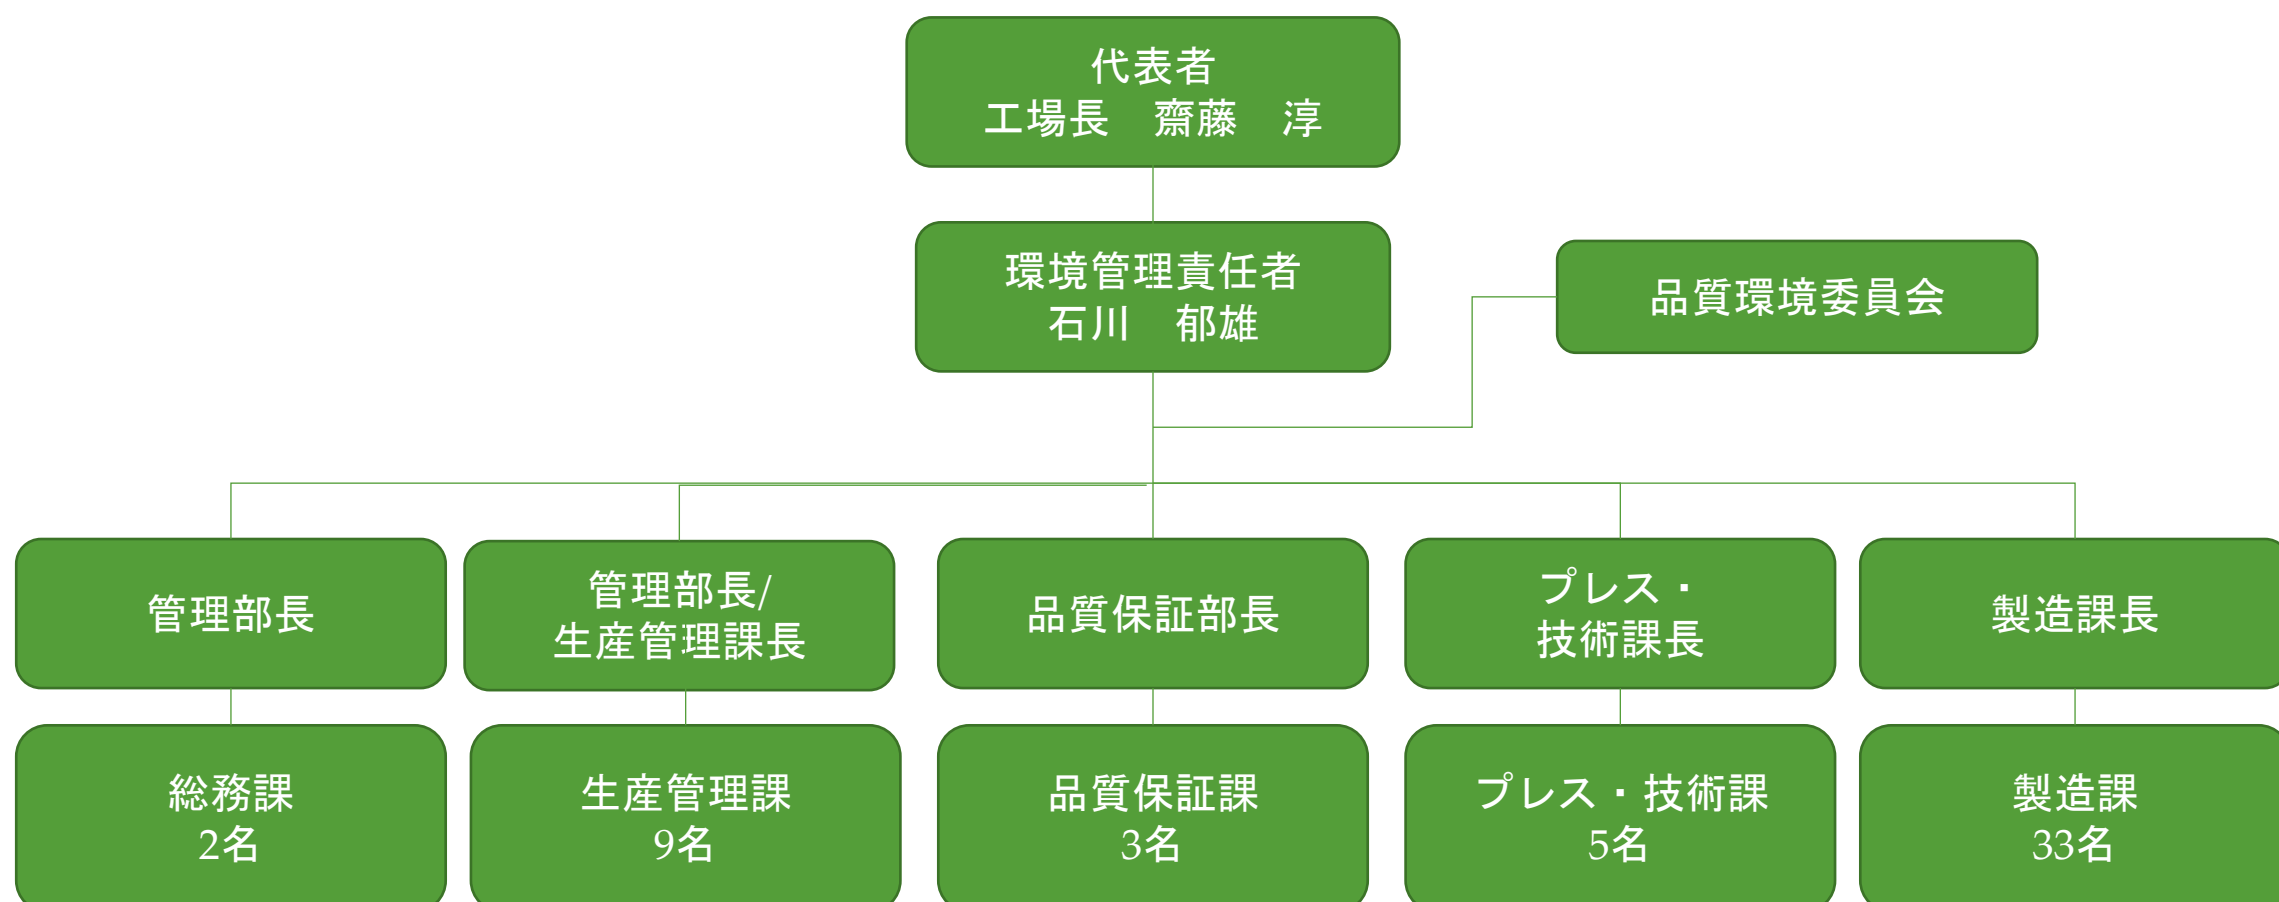 代表者
工場長　齋藤　淳
環境管理責任者
石川　郁雄
品質環境委員会
管理部長
管理部長/
生産管理課長
品質保証部長
プレス・
技術課長
製造課長
総務課
2名
生産管理課
9名
品質保証課
3名
プレス・技術課
5名
製造課
33名